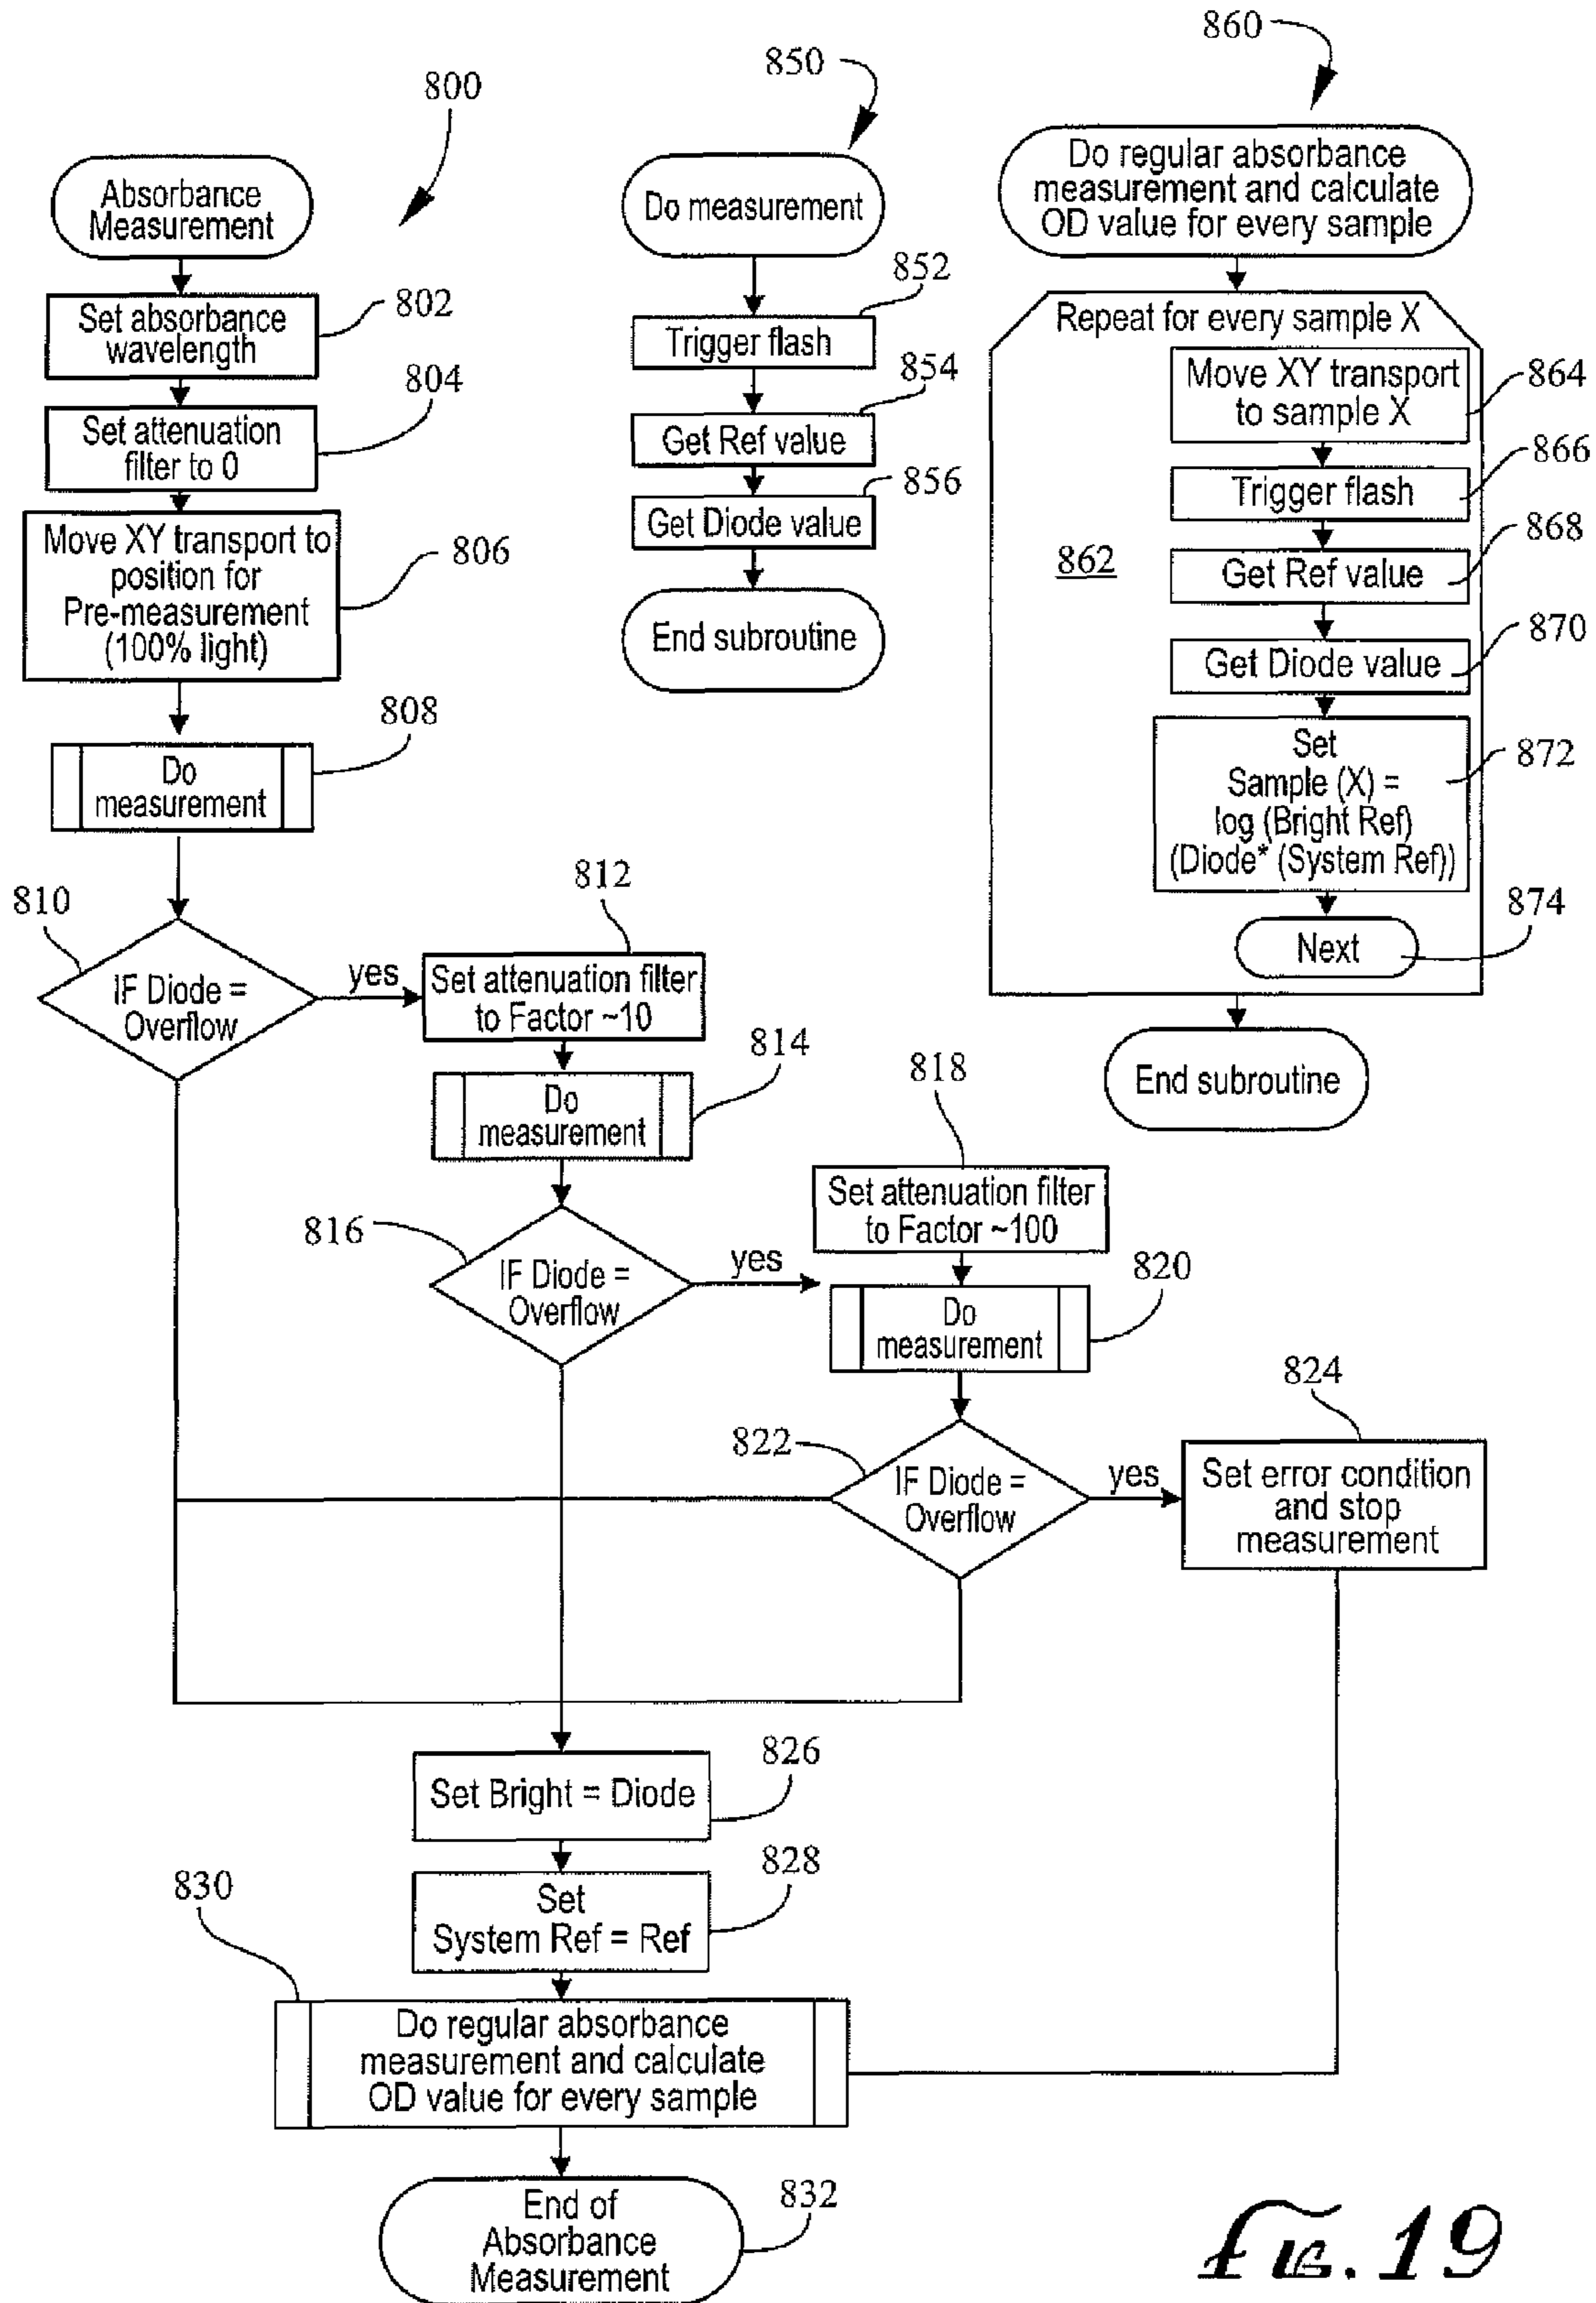 800
Absorbance
Measurement
Set absorbance
wavelength
802
Set attenuation
filter to 0
804
Move XY transport to
position for
Pre-measurement
(100% light)
806
Do
measurement
808
810
IF Diode =
Overflow
yes
812
Set attenuation filter
to Factor ~10
Do
measurement
814
816
IF Diode =
Overflow
yes
818
Set attenuation filter
to Factor ~100
Do
measurement
820
822
IF Diode =
Overflow
yes
824
Set error condition
and stop
measurement
Set Bright = Diode
826
Set
System Ref = Ref
828
830
Do regular absorbance
measurement and calculate
OD value for every sample
End of
Absorbance
Measurement
832
850
Do measurement
852
Trigger flash
854
Get Ref value
856
Get Diode value
End subroutine
860
Do regular absorbance
measurement and calculate
OD value for every sample
Repeat for every sample X
862
Move XY transport
to sample X
864
Trigger flash
866
Get Ref value
868
Get Diode value
870
Set
Sample (X) =
log (Bright Ref)
(Diode* (System Ref))
872
Next
874
End subroutine
FIG. 19